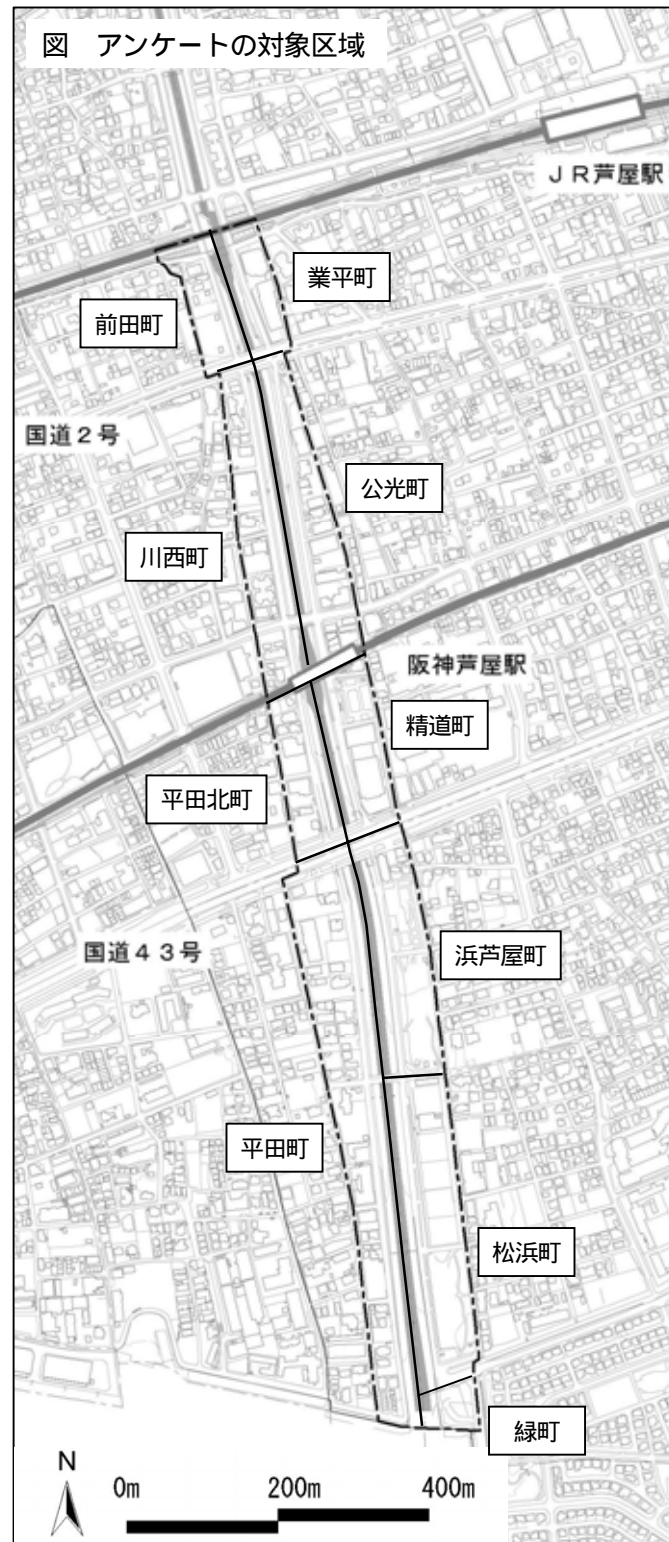 図 アンケートの対象区域
ＪＲ芦屋駅
業平町
前田町
国道２号
公光町
川西町
阪神芦屋駅
精道町
平田北町
浜芦屋町
国道４３号
平田町
松浜町
緑町
N
0m 200m 400m